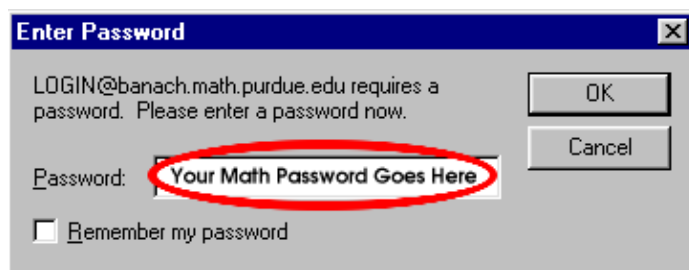 Enter Password
LOGIN@banach.math.purdue.edu requires a
password. Please enter a password now.
OK
Cancel
Password: Your Math Password Goes Here
Remember my password